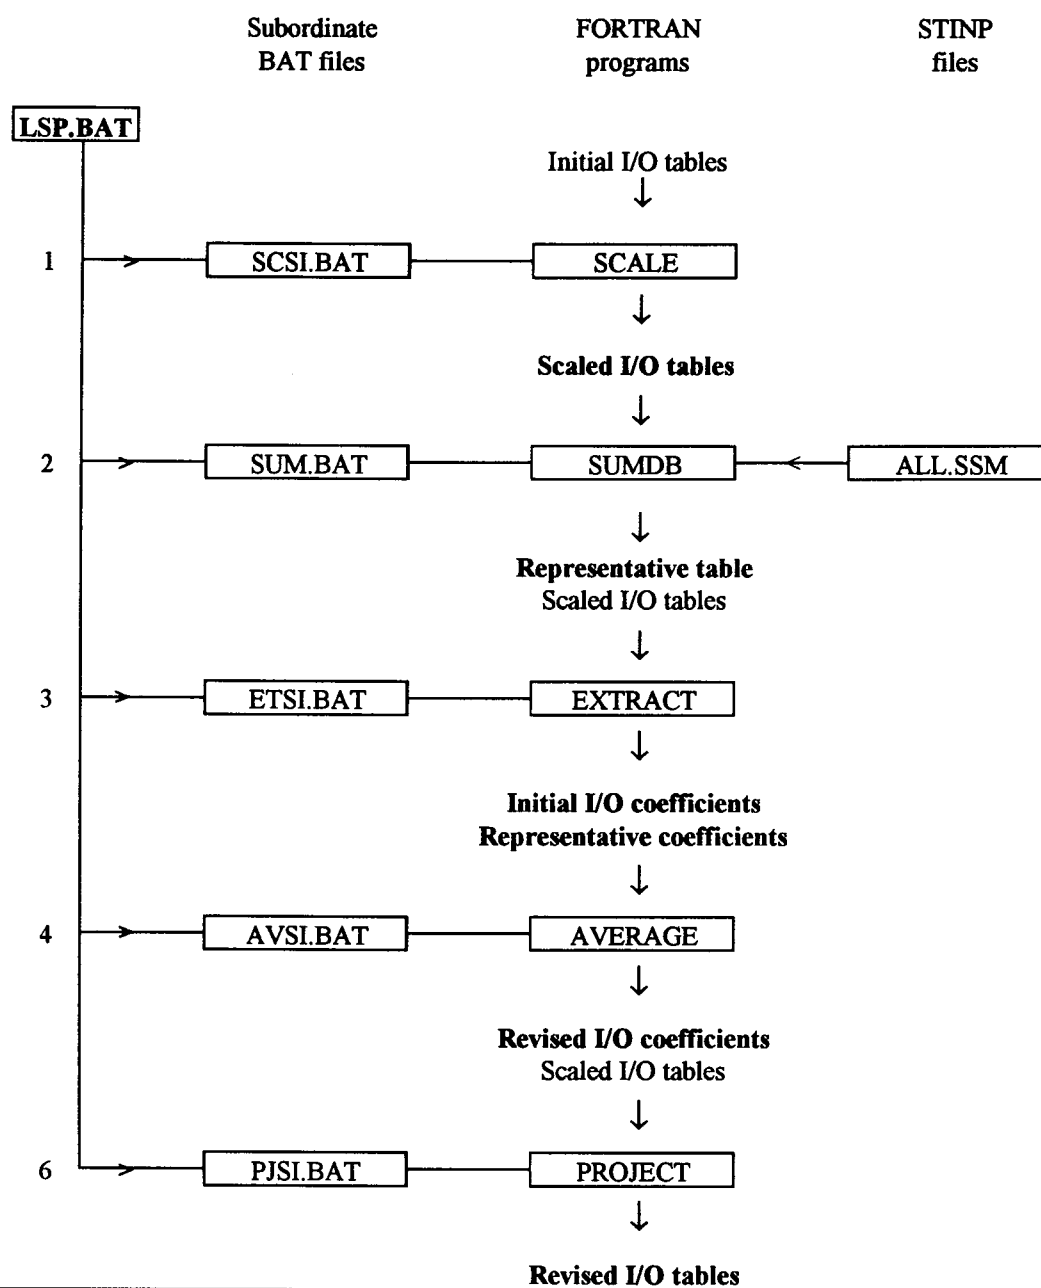 Subordinate
BAT files
FORTRAN
programs
STINP
files
LSP.BAT
Initial I/O tables
1
SCSI.BAT
SCALE
Scaled I/O tables
2
SUM.BAT
SUMDB
ALL.SSM
Representative table
Scaled I/O tables
3
ETSI.BAT
EXTRACT
Initial I/O coefficients
Representative coefficients
4
AVSI.BAT
AVERAGE
Revised I/O coefficients
Scaled I/O tables
6
PJSI.BAT
PROJECT
Revised I/O tables